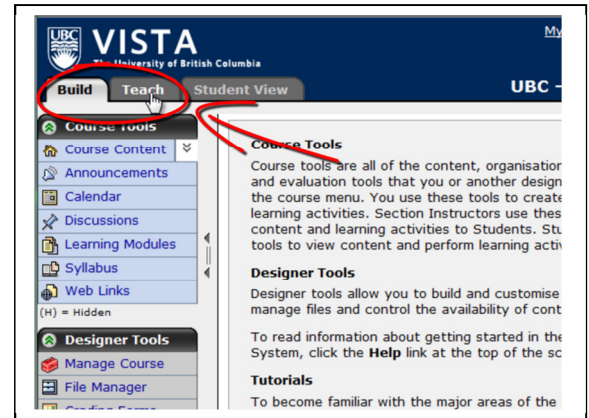 UBC
VISTA
My
The University of British Columbia
Build Teach Student View
UBC -
Course Tools
Course Content
Announcements
Calendar
Discussions
Learning Modules
Syllabus
Web Links
(H) = Hidden
Designer Tools
Manage Course
File Manager
Grading Forms
Course Tools
Course tools are all of the content, organisation
and evaluation tools that you or another design
the course menu. You use these tools to create
learning activities. Section Instructors use thes
content and learning activities to Students. Stu
tools to view content and perform learning activ
Designer Tools
Designer tools allow you to build and customise
manage files and control the availability of cont
To read information about getting started in the
System, click the Help link at the top of the sc
Tutorials
To become familiar with the major areas of the